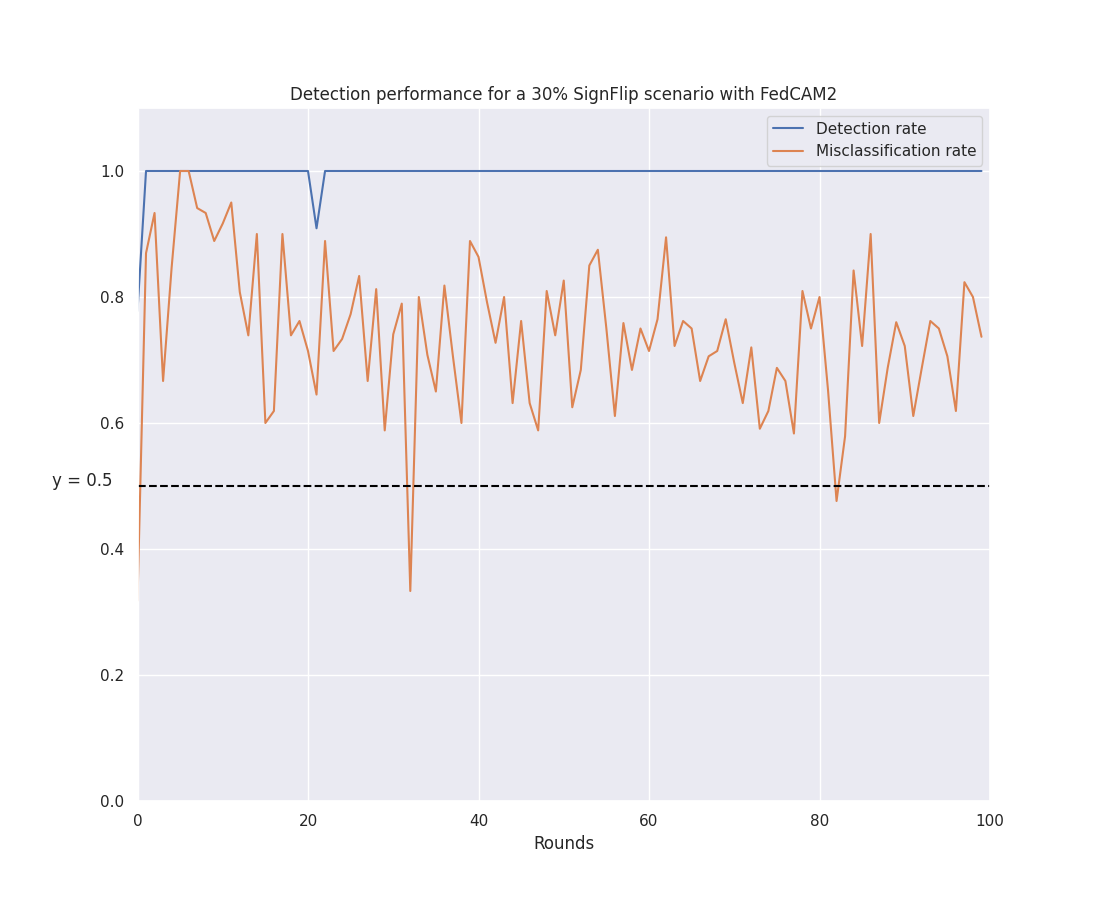 Detection performance for a 30% SignFlip scenario with FedCAM2
Detection rate
Misclassification rate
1.0
0.8
0.6
y = 0.5
0.4
0.2
0.0
0 20 40 60 80 100
Rounds